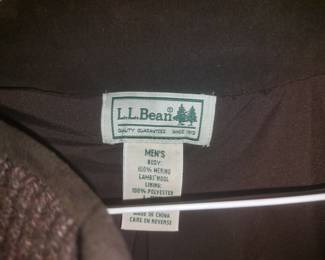 L.L.Bean®
QUALITY GUARANTEED SINCE 1912
MEN'S
BODY:
100% MERINO
LAMBS' WOOL
LINING:
100% POLYESTER
MADE IN CHINA
CARE ON REVERSE